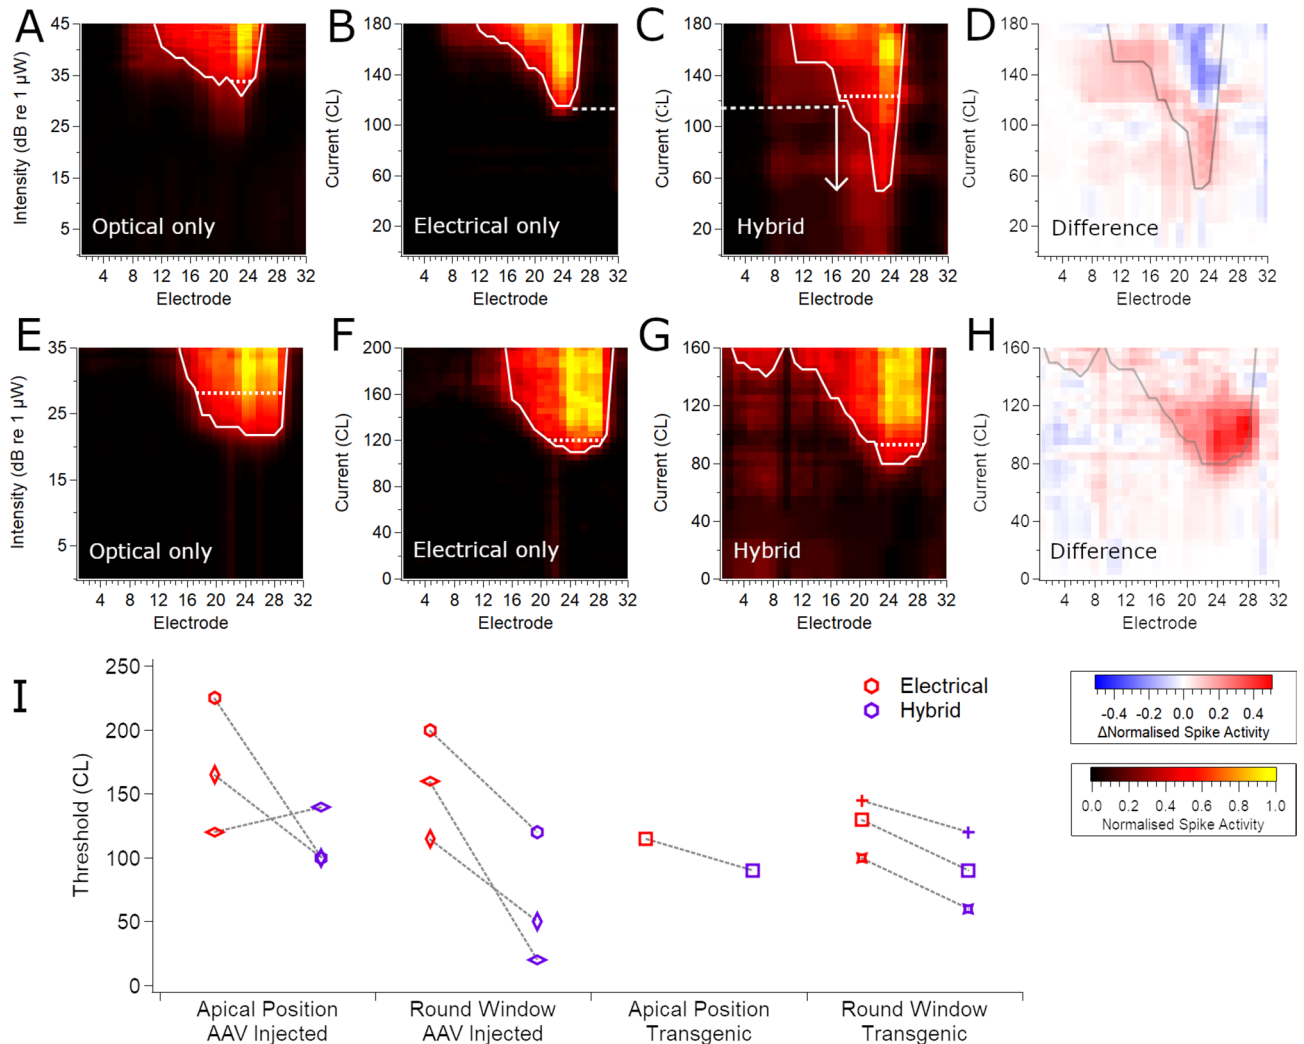 A
B
C
D
45
35
25
15
5
Intensity (dB re 1 µW)
Optical only
4 8 12 16 20 24 28 32
Electrode
180
140
100
60
20
Current (CL)
Electrical only
4 8 12 16 20 24 28 32
Electrode
180
140
100
60
20
Current (CL)
Hybrid
4 8 12 16 20 24 28 32
Electrode
180
140
100
60
20
Current (CL)
Difference
4 8 12 16 20 24 28 32
Electrode
E
F
G
H
35
25
15
5
Intensity (dB re 1 µW)
Optical only
4 8 12 16 20 24 28 32
Electrode
200
160
120
80
40
0
Current (CL)
Electrical only
4 8 12 16 20 24 28 32
Electrode
160
120
80
40
0
Current (CL)
Hybrid
4 8 12 16 20 24 28 32
Electrode
160
120
80
40
0
Current (CL)
Difference
4 8 12 16 20 24 28 32
Electrode
I
250
200
150
100
50
0
Threshold (CL)
Electrical
Hybrid
Apical Position
AAV Injected
Round Window
AAV Injected
Apical Position
Transgenic
Round Window
Transgenic
-0.4 -0.2 0.0 0.2 0.4
ΔNormalised Spike Activity
0.0 0.2 0.4 0.6 0.8 1.0
Normalised Spike Activity